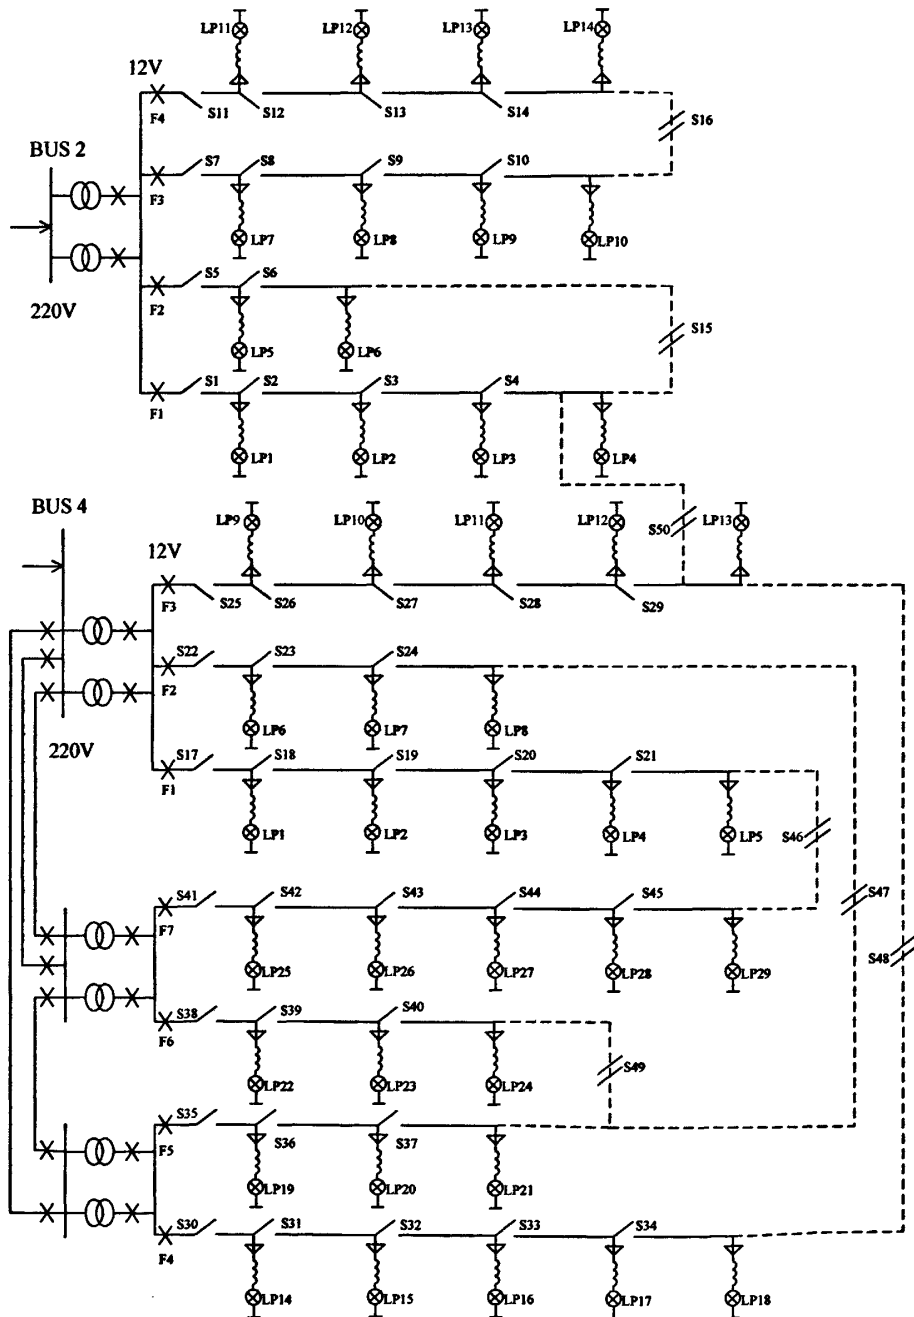 LP11 LP12 LP13 LP14
12V
F4 S11 S12 S13 S14 S16
BUS 2
S7 S8 S9 S10
F3
LP7 LP8 LP9 LP10
S5 S6
220V
F2
S15
LP5 LP6
S1 S2 S3 S4
F1
LP1 LP2 LP3 LP4
BUS 4
LP9 LP10 LP11 LP12 S50 LP13
12V
F3 S25 S26 S27 S28 S29
S22 S23 S24
F2
LP6 LP7 LP8
220V
S17 S18 S19 S20 S21
F1
LP1 LP2 LP3 LP4 LP5 S46
S41 S42 S43 S44 S45 S47
F7
S48
LP25 LP26 LP27 LP28 LP29
S38 S39 S40
F6
S49
LP22 LP23 LP24
S35
F5 S36 S37
LP19 LP20 LP21
S30 S31 S32 S33 S34
F4
LP14 LP15 LP16 LP17 LP18